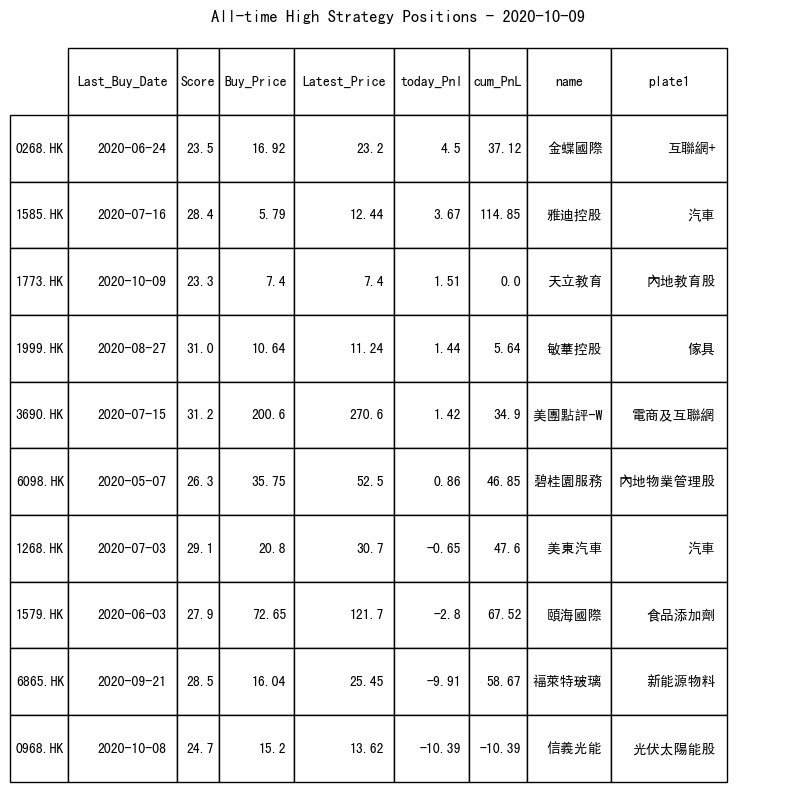 All-time High Strategy Positions - 2020-10-09
Last_Buy_Date Score Buy_Price Latest_Price today_Pnl cum_PnL name plate1
0268.HK 2020-06-24 23.5 16.92 23.2 4.5 37.12 金蝶國際 互聯網+
1585.HK 2020-07-16 28.4 5.79 12.44 3.67 114.85 雅迪控股 汽車
1773.HK 2020-10-09 23.3 7.4 7.4 1.51 0.0 天立教育 內地教育股
1999.HK 2020-08-27 31.0 10.64 11.24 1.44 5.64 敏華控股 傢具
3690.HK 2020-07-15 31.2 200.6 270.6 1.42 34.9 美團點評-W 電商及互聯網
6098.HK 2020-05-07 26.3 35.75 52.5 0.86 46.85 碧桂園服務 內地物業管理股
1268.HK 2020-07-03 29.1 20.8 30.7 -0.65 47.6 美東汽車 汽車
1579.HK 2020-06-03 27.9 72.65 121.7 -2.8 67.52 頤海國際 食品添加劑
6865.HK 2020-09-21 28.5 16.04 25.45 -9.91 58.67 福萊特玻璃 新能源物料
0968.HK 2020-10-08 24.7 15.2 13.62 -10.39 -10.39 信義光能 光伏太陽能股